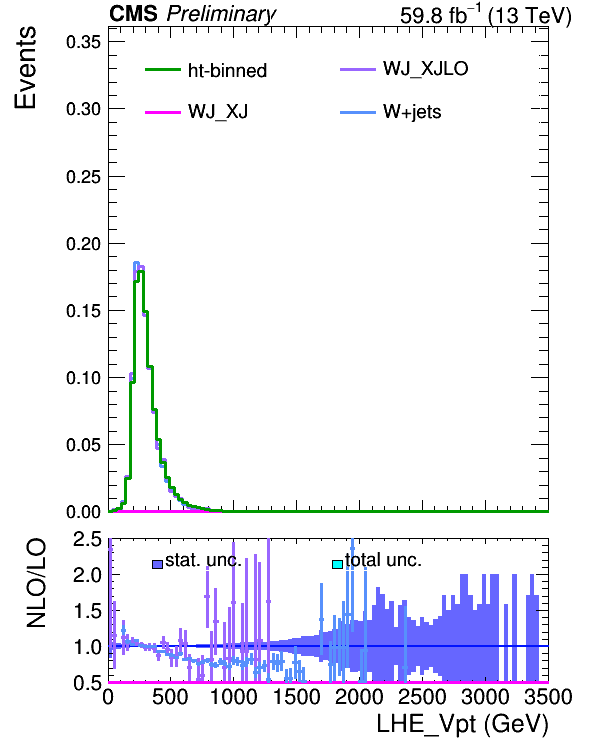 CMS Preliminary 59.8 fb⁻¹ (13 TeV)
Events
0.35
0.30
0.25
0.20
0.15
0.10
0.05
0.00
ht-binned
WJ_XJLO
WJ_XJ
W+jets
NLO/LO
2.5
2.0
1.5
1.0
0.5
stat. unc.
total unc.
0 500 1000 1500 2000 2500 3000 3500
LHE_Vpt (GeV)